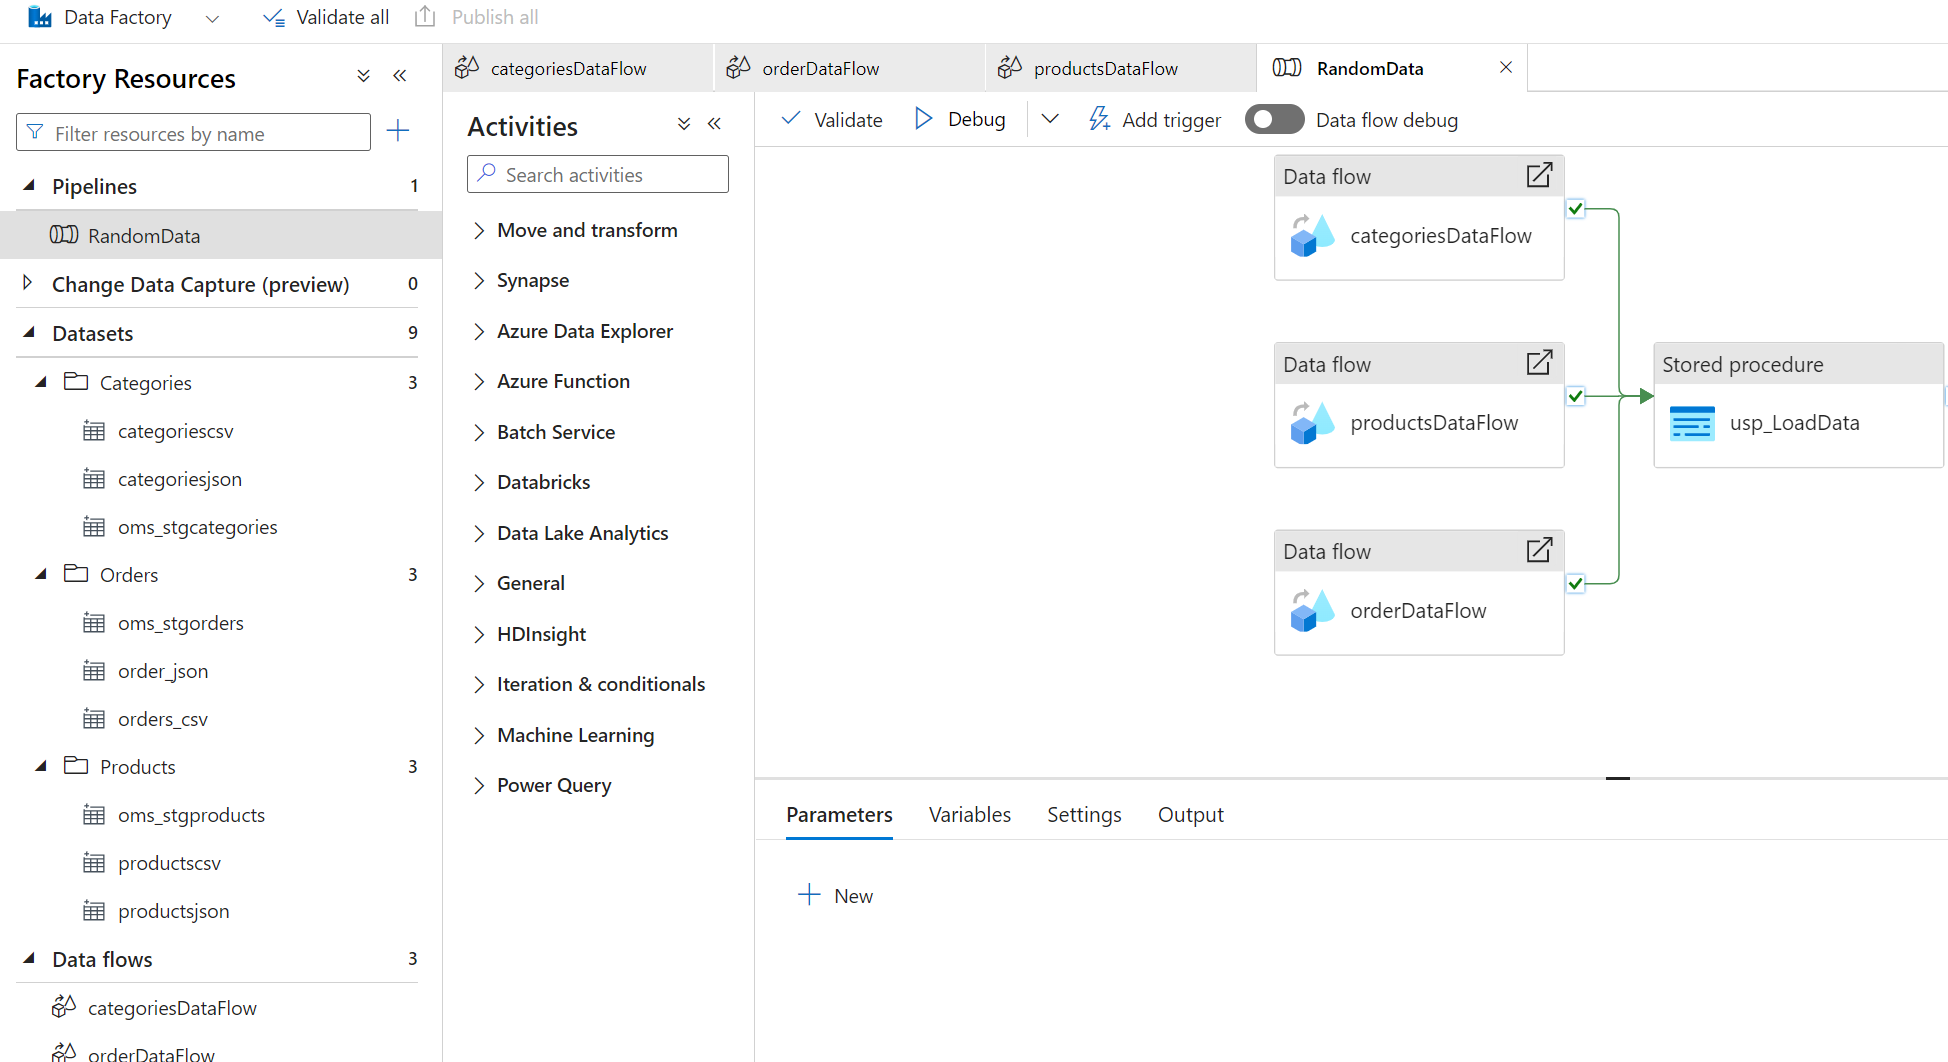 Data Factory
Validate all
Publish all
Factory Resources
Filter resources by name
Pipelines 1
RandomData
Change Data Capture (preview) 0
Datasets 9
Categories 3
categoriescsv
categoriesjson
oms_stgcategories
Orders 3
oms_stgorders
order_json
orders_csv
Products 3
oms_stgproducts
productscsv
productsjson
Data flows 3
categoriesDataFlow
orderDataFlow
categoriesDataFlow
orderDataFlow
productsDataFlow
RandomData
Activities
Search activities
Move and transform
Synapse
Azure Data Explorer
Azure Function
Batch Service
Databricks
Data Lake Analytics
General
HDInsight
Iteration & conditionals
Machine Learning
Power Query
Validate
Debug
Add trigger
Data flow debug
Data flow
categoriesDataFlow
Data flow
productsDataFlow
Data flow
orderDataFlow
Stored procedure
usp_LoadData
Parameters
Variables
Settings
Output
New